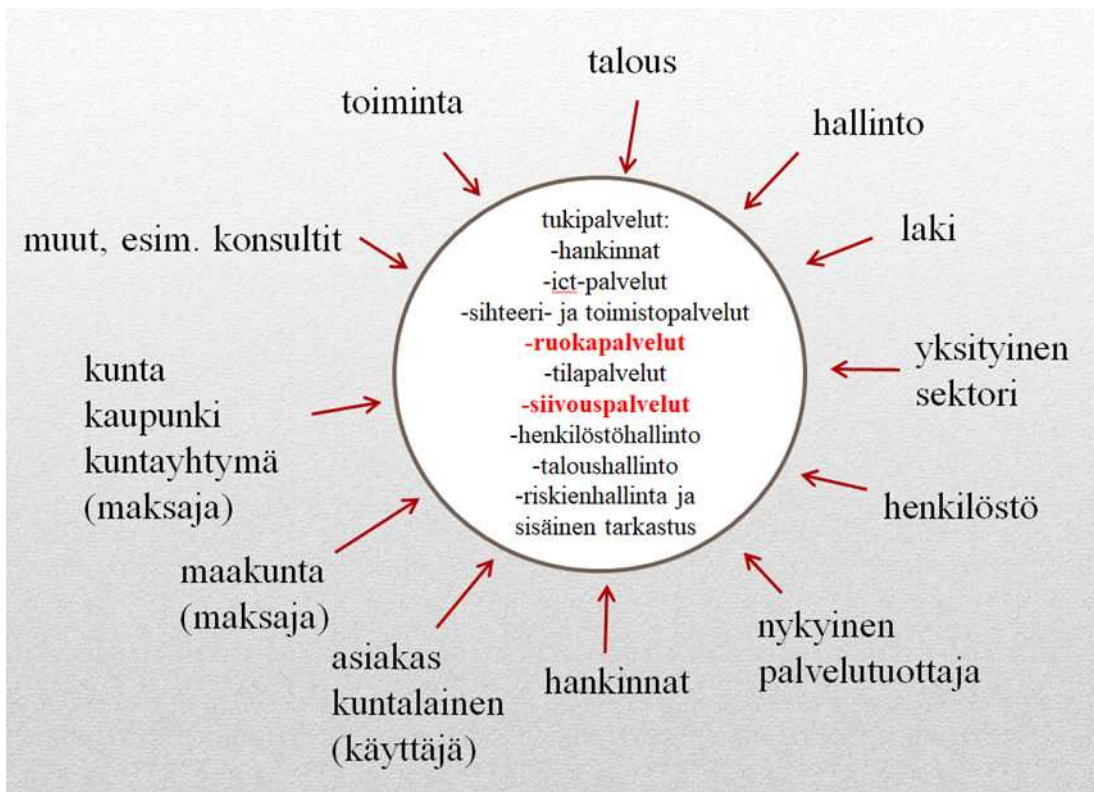 talous
toiminta
hallinto
muut, esim. konsultit
laki
tukipalvelut:
-hankinnat
-ict-palvelut
-sihteeri- ja toimistopalvelut
-ruokapalvelut
-tilapalvelut
-siivouspalvelut
-henkilöstöhallinto
-taloushallinto
-riskienhallinta ja
sisäinen tarkastus
yksityinen
sektori
kunta
kaupunki
kuntayhtymä
(maksaja)
henkilöstö
maakunta
(maksaja)
asiakas
kuntalainen
(käyttäjä)
hankinnat
nykyinen
palvelutuottaja